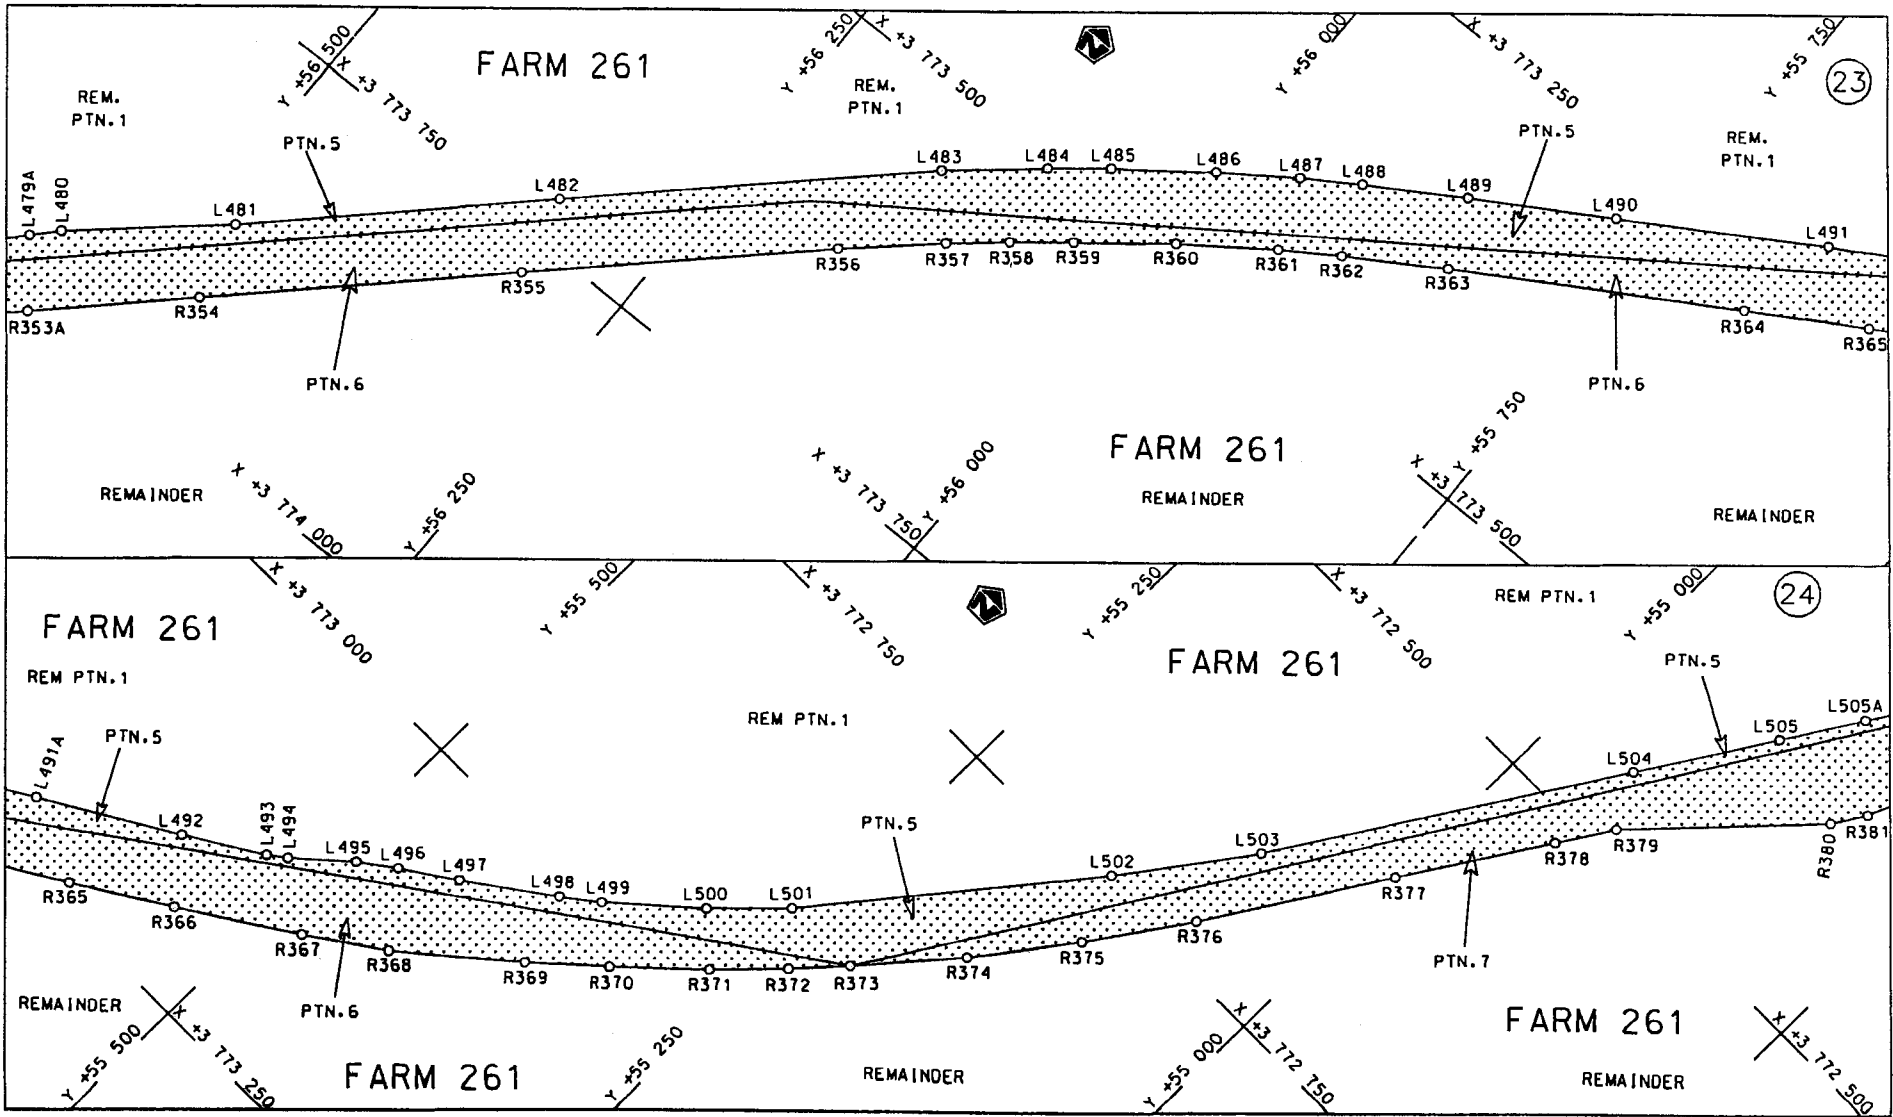 Y +56 500
X +3 773 750
FARM 261
Y +56 250
X +3 773 500
Y +56 000
X +3 773 250
Y +55 750
23
REM.
PTN.1
REM.
PTN.1
REM.
PTN.1
PTN.5
PTN.5
L479A
L480
L481
L482
L483
L484
L485
L486
L487
L488
L489
L490
L491
R353A
R354
R355
R356
R357
R358
R359
R360
R361
R362
R363
R364
R365
PTN.6
PTN.6
FARM 261
REMAINDER
REMAINDER
REMAINDER
X +3 774 000
Y +56 250
X +3 773 750
Y +56 000
X +3 773 500
Y +55 750
X +3 773 000
Y +55 500
X +3 772 750
Y +55 250
X +3 772 500
Y +55 000
REM PTN.1
24
FARM 261
REM PTN.1
FARM 261
REM PTN.1
PTN.5
PTN.5
PTN.5
L491A
L492
L493
L494
L495
L496
L497
L498
L499
L500
L501
L502
L503
L504
L505
L505A
R365
R366
R367
R368
R369
R370
R371
R372
R373
R374
R375
R376
R377
R378
R379
R380
R381
PTN.6
PTN.7
REMAINDER
FARM 261
REMAINDER
FARM 261
REMAINDER
Y +55 500
X +3 773 250
Y +55 250
Y +55 000
X +3 772 750
X +3 772 500